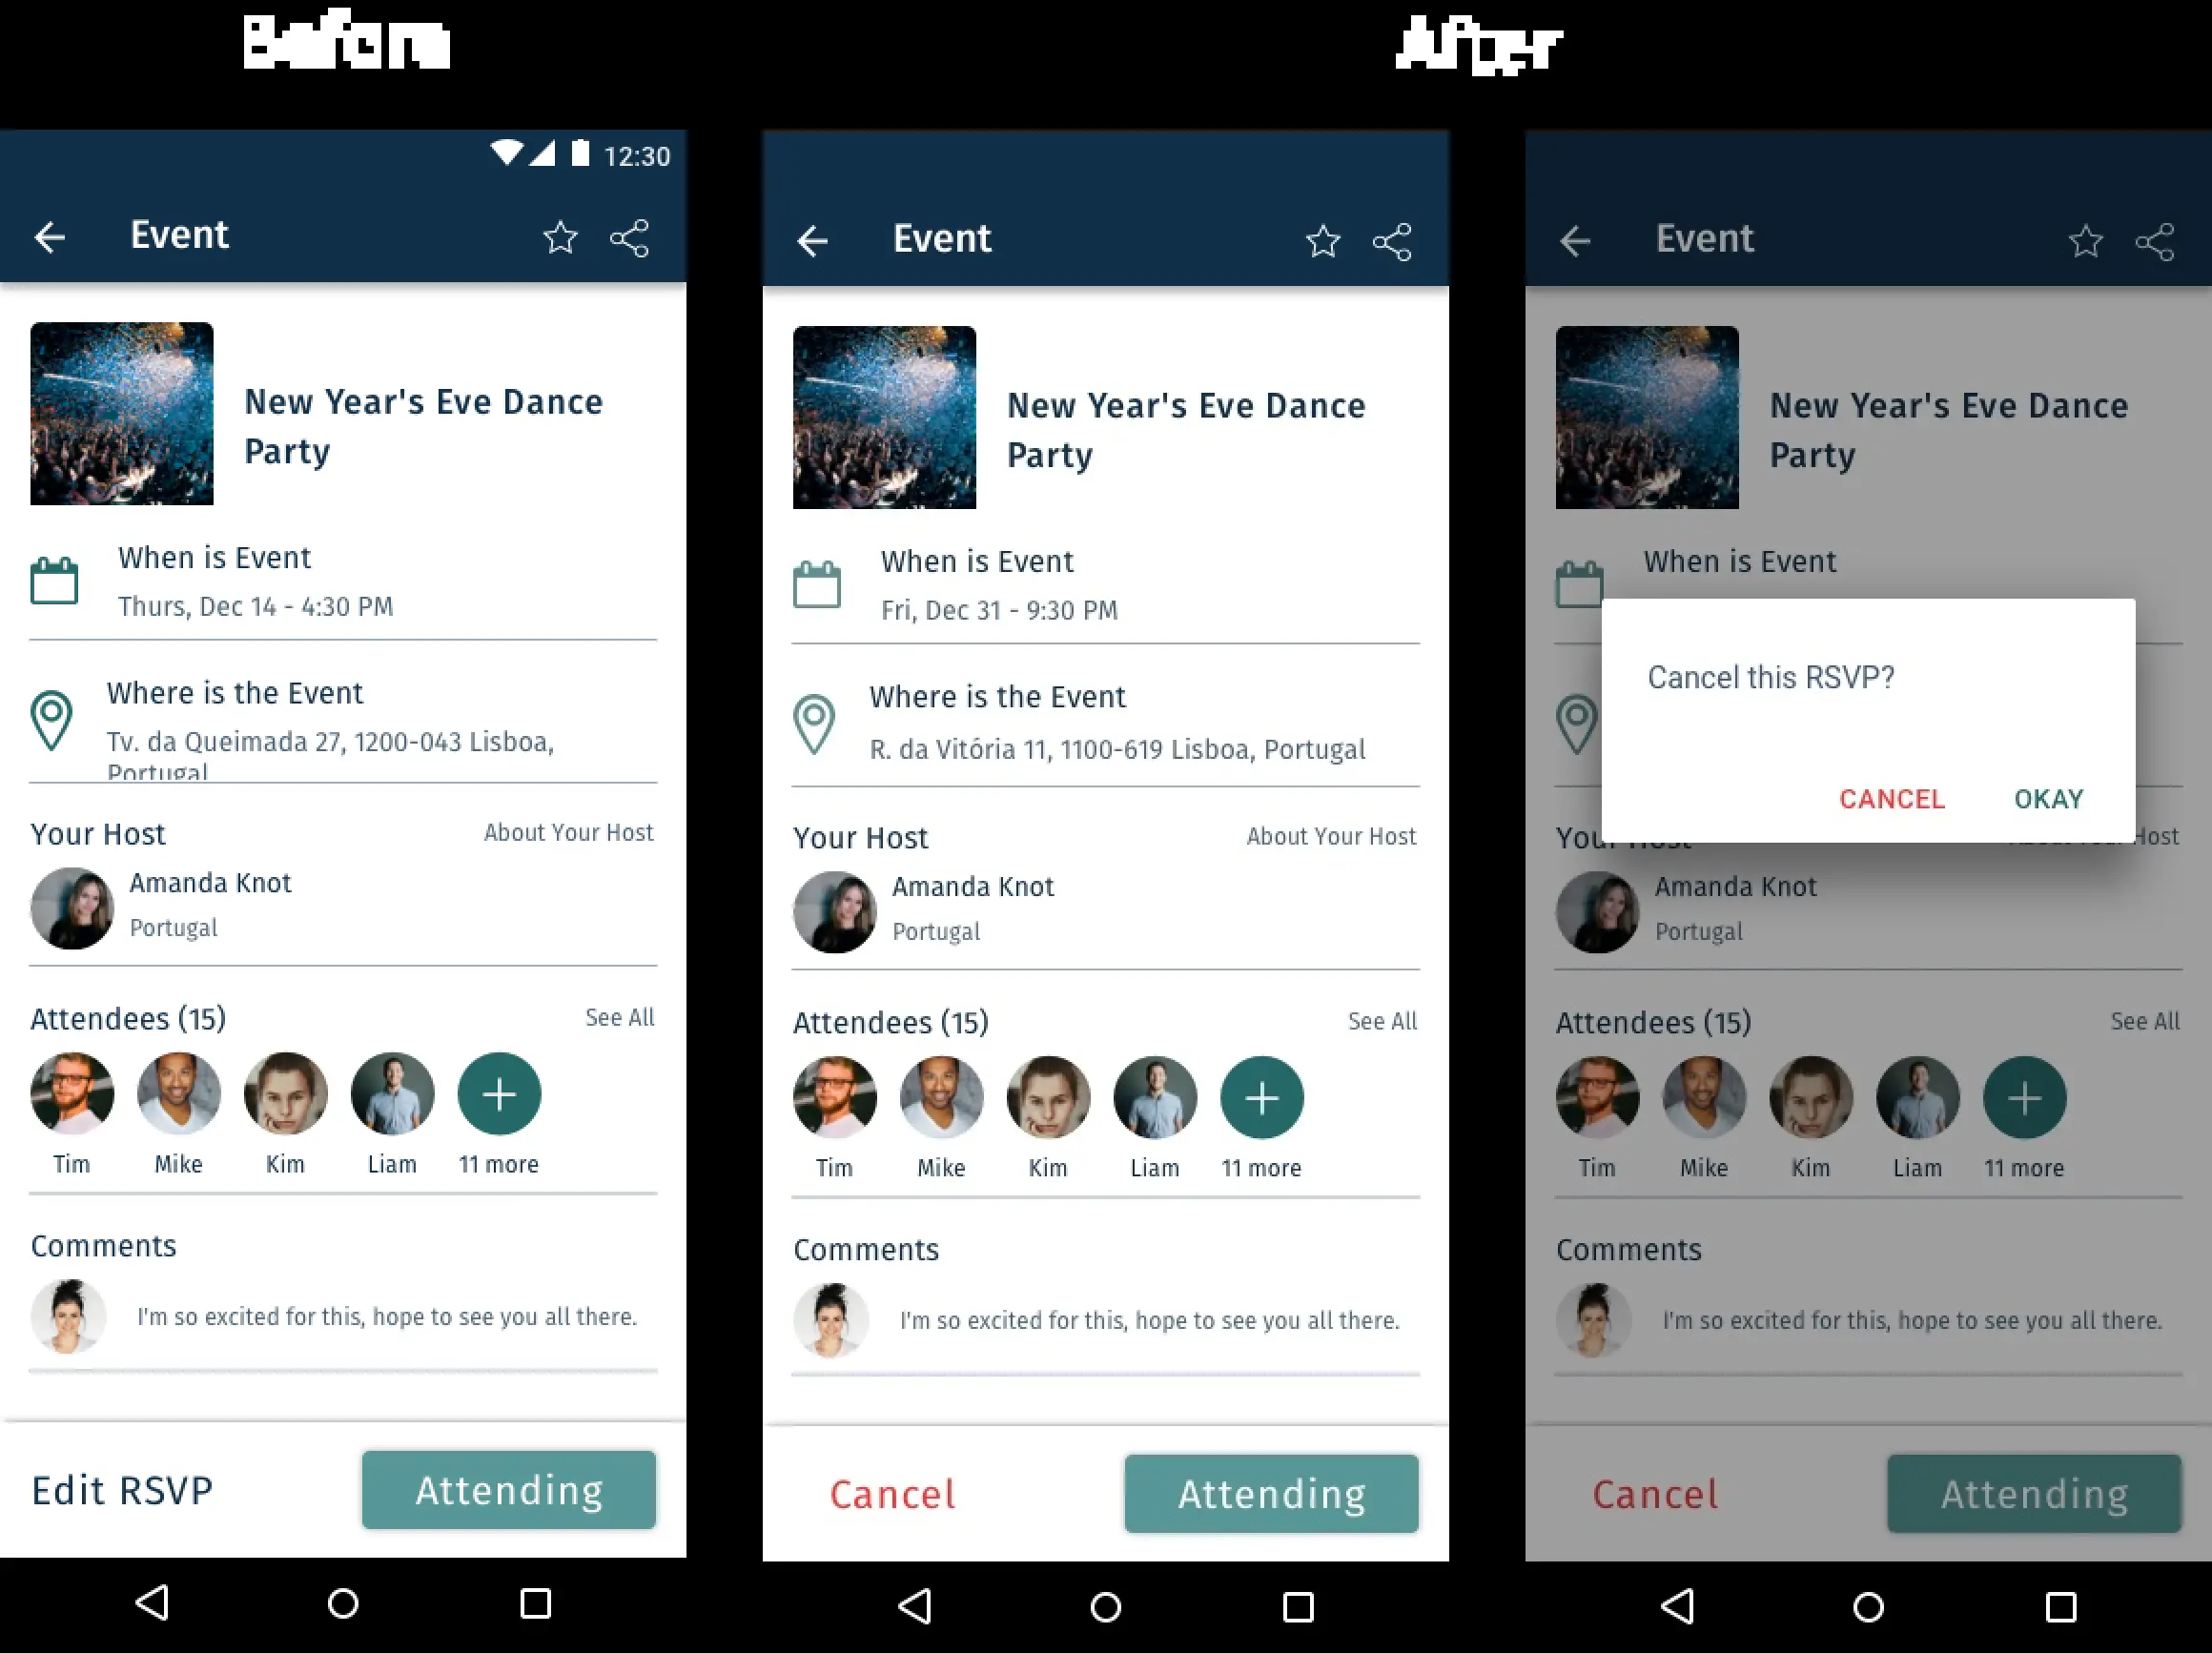 Before
After
12:30
Event
New Year's Eve Dance
Party
When is Event
Thurs, Dec 14 - 4:30 PM
Where is the Event
Tv. da Queimada 27, 1200-043 Lisboa,
Portugal
Your Host
About Your Host
Amanda Knot
Portugal
Attendees (15)
See All
Tim
Mike
Kim
Liam
11 more
Comments
I'm so excited for this, hope to see you all there.
Edit RSVP
Attending
Event
New Year's Eve Dance
Party
When is Event
Fri, Dec 31 - 9:30 PM
Where is the Event
R. da Vitória 11, 1100-619 Lisboa, Portugal
Your Host
About Your Host
Amanda Knot
Portugal
Attendees (15)
See All
Tim
Mike
Kim
Liam
11 more
Comments
I'm so excited for this, hope to see you all there.
Cancel
Attending
Event
New Year's Eve Dance
Party
When is Event
Cancel this RSVP?
CANCEL
OKAY
Your Host
About Your Host
Amanda Knot
Portugal
Attendees (15)
See All
Tim
Mike
Kim
Liam
11 more
Comments
I'm so excited for this, hope to see you all there.
Cancel
Attending